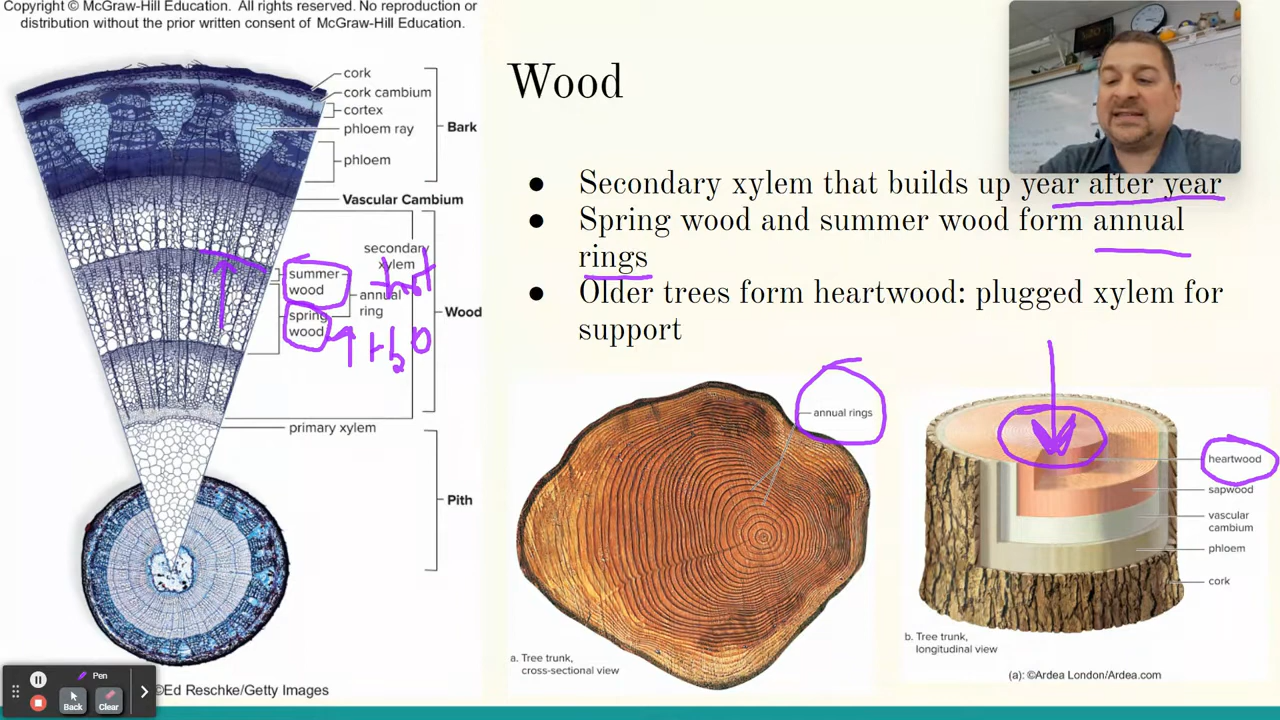 Copyright © McGraw-Hill Education. All rights reserved. No reproduction or
distribution without the prior written consent of McGraw-Hill Education.
cork
cork cambium
cortex
phloem ray
Bark
phloem
Vascular Cambium
secondary
xylem
hot
summer
wood
annual
ring
spring
wood
↑ H2O
Wood
primary xylem
Pith
©Ed Reschke/Getty Images
Pen
Back
Clear
Wood
● Secondary xylem that builds up year after year
● Spring wood and summer wood form annual
rings
● Older trees form heartwood: plugged xylem for
support
annual rings
a. Tree trunk,
cross-sectional view
heartwood
sapwood
vascular
cambium
phloem
cork
b. Tree trunk,
longitudinal view
(a): ©Ardea London/Ardea.com